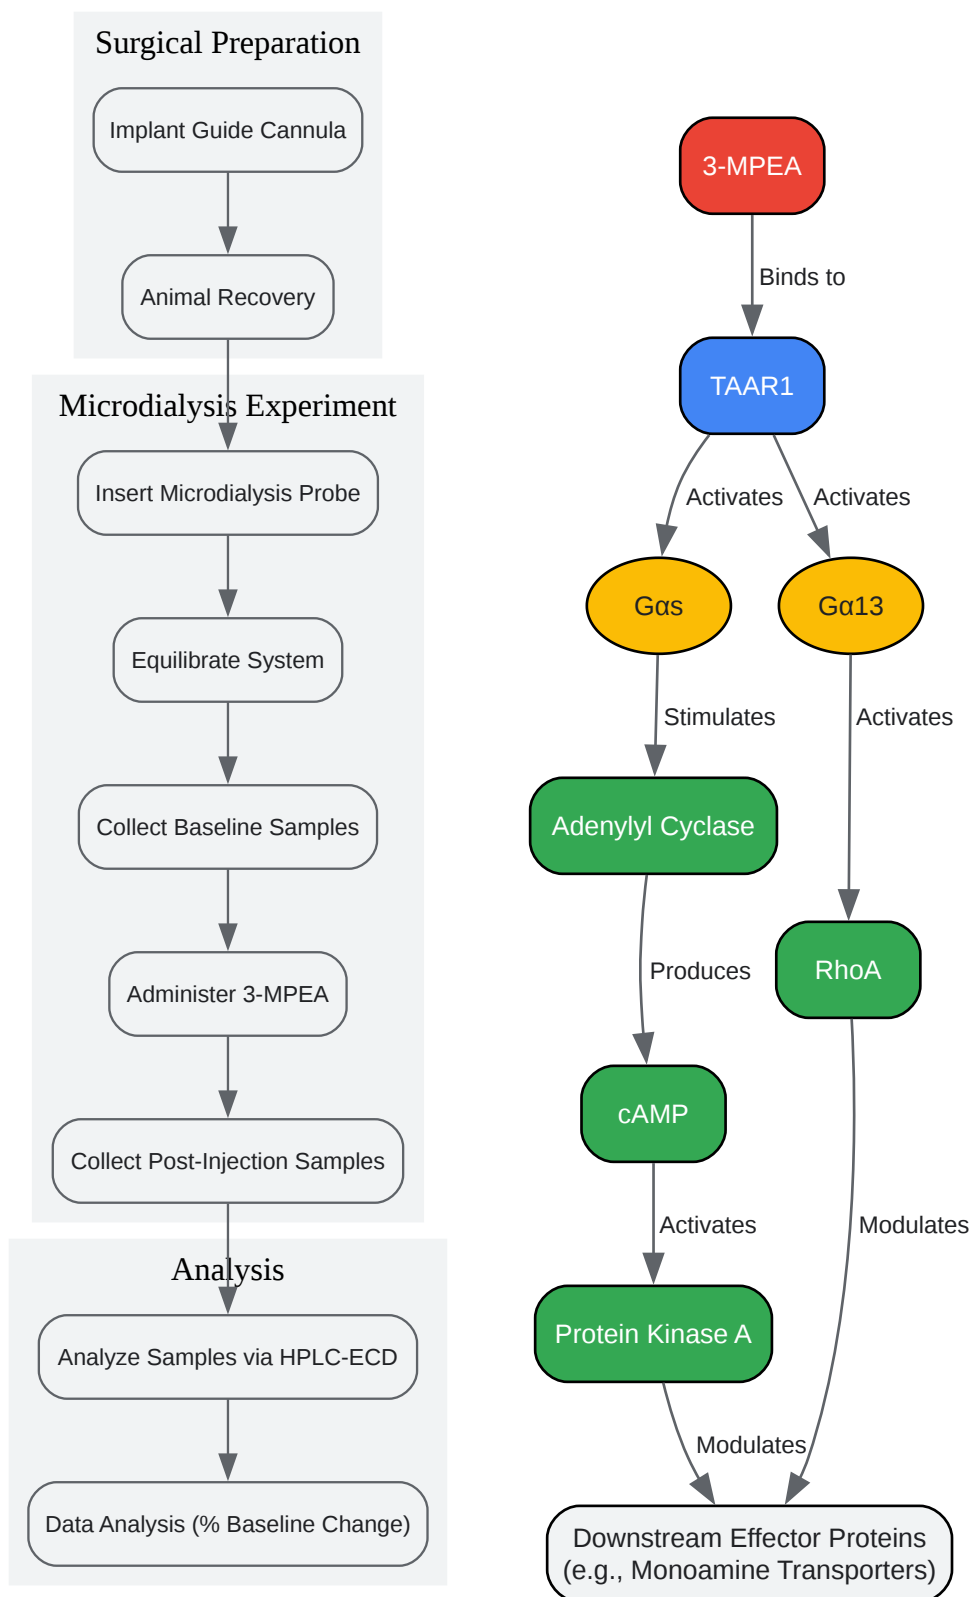 Surgical Preparation
Implant Guide Cannula
Animal Recovery
Microdialysis Experiment
Insert Microdialysis Probe
Equilibrate System
Collect Baseline Samples
Administer 3-MPEA
Collect Post-Injection Samples
Analysis
Analyze Samples via HPLC-ECD
Data Analysis (% Baseline Change)
3-MPEA
Binds to
TAAR1
Activates
Activates
Gαs
Gα13
Stimulates
Activates
Adenylyl Cyclase
Produces
RhoA
cAMP
Activates
Modulates
Protein Kinase A
Modulates
Downstream Effector Proteins
(e.g., Monoamine Transporters)